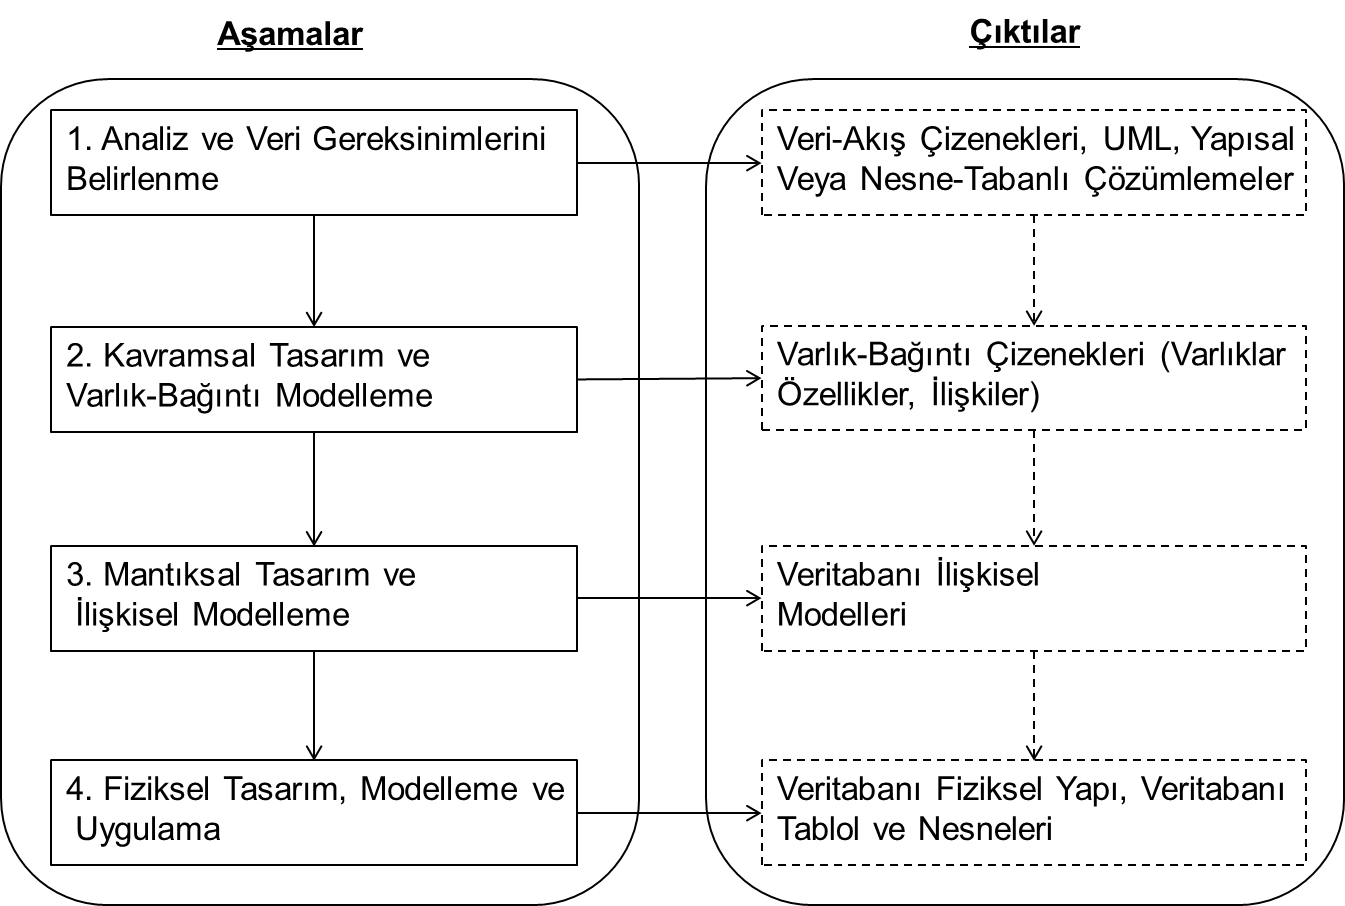 Aşamalar
Çıktılar
1. Analiz ve Veri Gereksinimlerini
Belirlenme
Veri-Akış Çizenekleri, UML, Yapısal
Veya Nesne-Tabanlı Çözümlemeler
2. Kavramsal Tasarım ve
Varlık-Bağıntı Modelleme
Varlık-Bağıntı Çizenekleri (Varlıklar
Özellikler, İlişkiler)
3. Mantıksal Tasarım ve
İlişkisel Modelleme
Veritabanı İlişkisel
Modelleri
4. Fiziksel Tasarım, Modelleme ve
Uygulama
Veritabanı Fiziksel Yapı, Veritabanı
Tablol ve Nesneleri